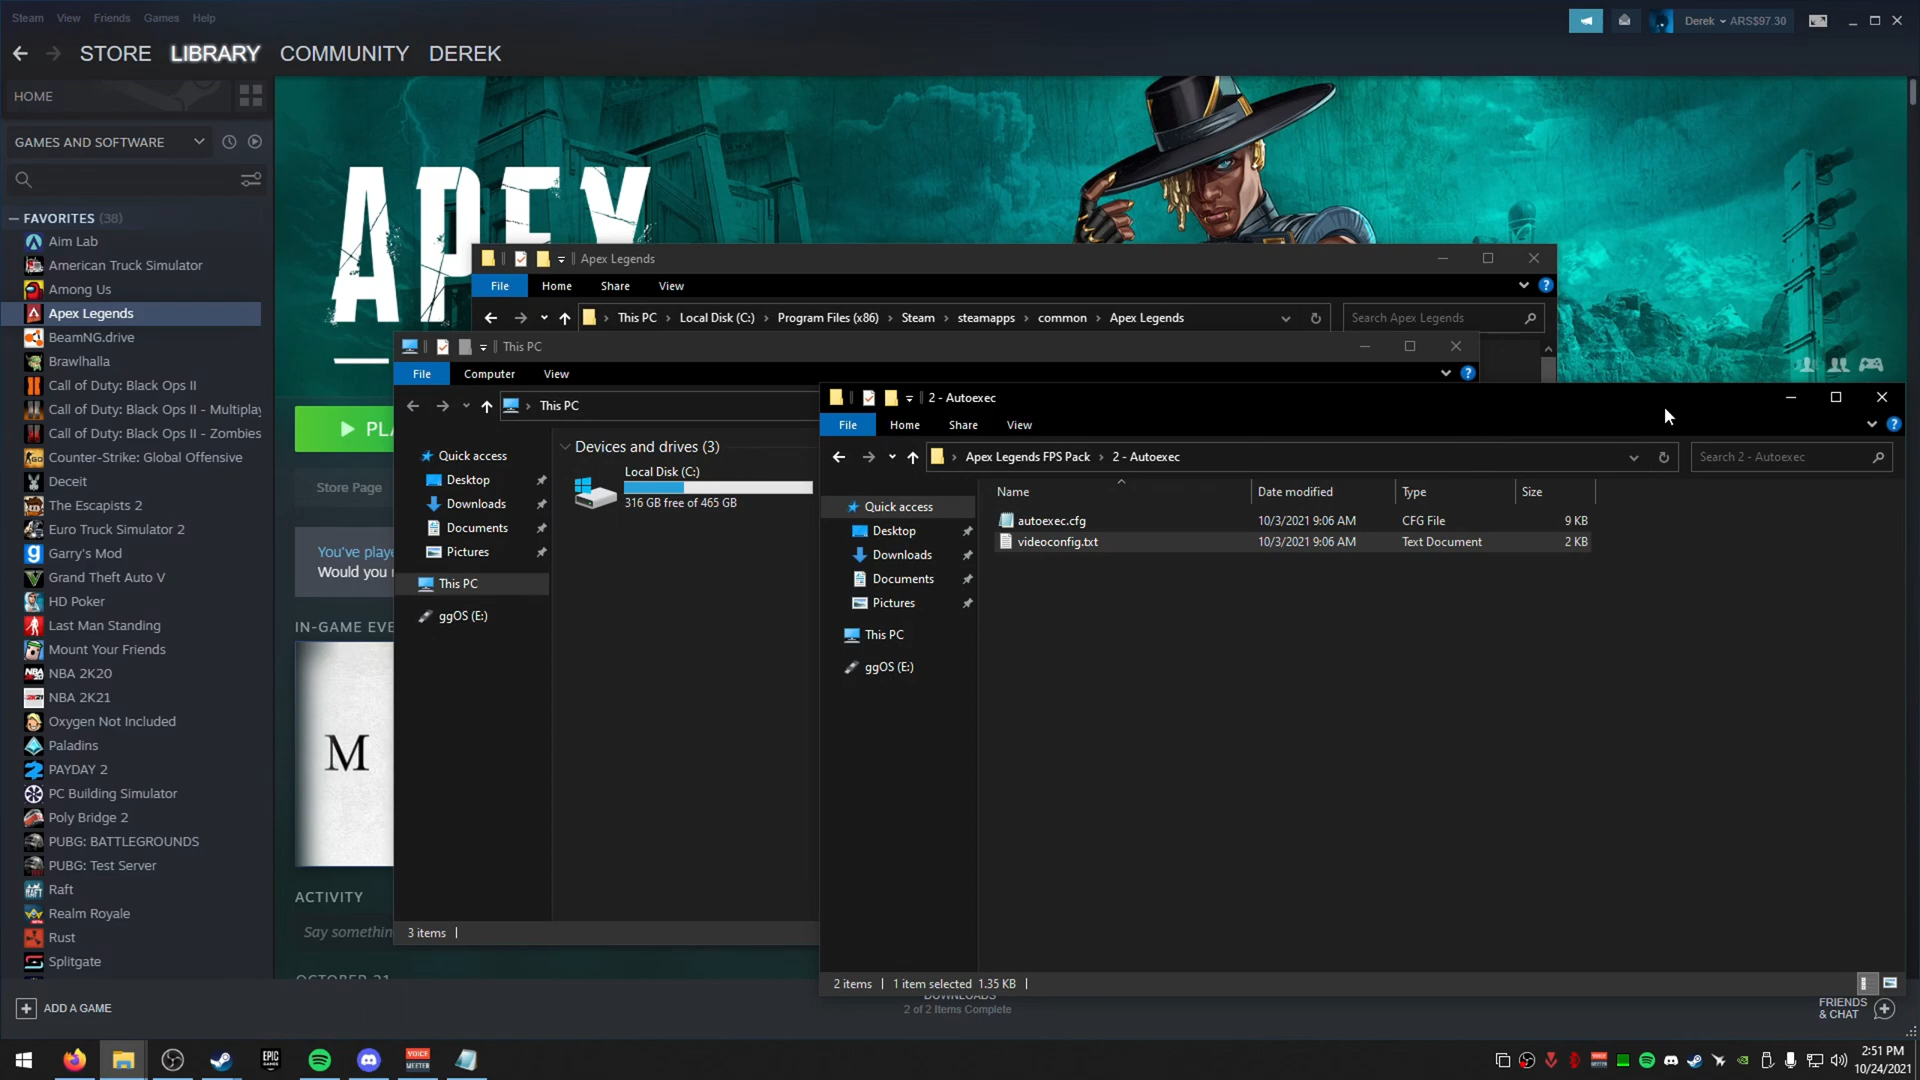 Steam View Friends Games Help
Derek ARS$97.30
STORE LIBRARY COMMUNITY DEREK
HOME
GAMES AND SOFTWARE
FAVORITES (38)
Aim Lab
American Truck Simulator
Among Us
Apex Legends
BeamNG.drive
Brawlhalla
Call of Duty: Black Ops II
Call of Duty: Black Ops II - Multiplay
Call of Duty: Black Ops II - Zombies
Counter-Strike: Global Offensive
Deceit
The Escapists 2
Euro Truck Simulator 2
Garry's Mod
Grand Theft Auto V
HD Poker
Last Man Standing
Mount Your Friends
NBA 2K20
NBA 2K21
Oxygen Not Included
Paladins
PAYDAY 2
PC Building Simulator
Poly Bridge 2
PUBG: BATTLEGROUNDS
PUBG: Test Server
Raft
Realm Royale
Rust
Splitgate
ADD A GAME
APEX
PLA
Store Page
You've playe
Would you r
IN-GAME EVE
M
ACTIVITY
Say somethin
OCTOBER 21
Apex Legends
File Home Share View
This PC Local Disk (C:) Program Files (x86) Steam steamapps common Apex Legends
Search Apex Legends
This PC
File Computer View
This PC
Quick access
Desktop
Downloads
Documents
Pictures
This PC
ggOS (E:)
Devices and drives (3)
Local Disk (C:)
316 GB free of 465 GB
3 items
2 - Autoexec
File Home Share View
Apex Legends FPS Pack 2 - Autoexec
Search 2 - Autoexec
Quick access
Desktop
Downloads
Documents
Pictures
This PC
ggOS (E:)
Name Date modified Type Size
autoexec.cfg 10/3/2021 9:06 AM CFG File 9 KB
videoconfig.txt 10/3/2021 9:06 AM Text Document 2 KB
2 items 1 item selected 1.35 KB
DOWNLOADS
2 of 2 Items Complete
FRIENDS
& CHAT
EPIC
GAMES
VOICE
MEETER
2:51 PM
10/24/2021